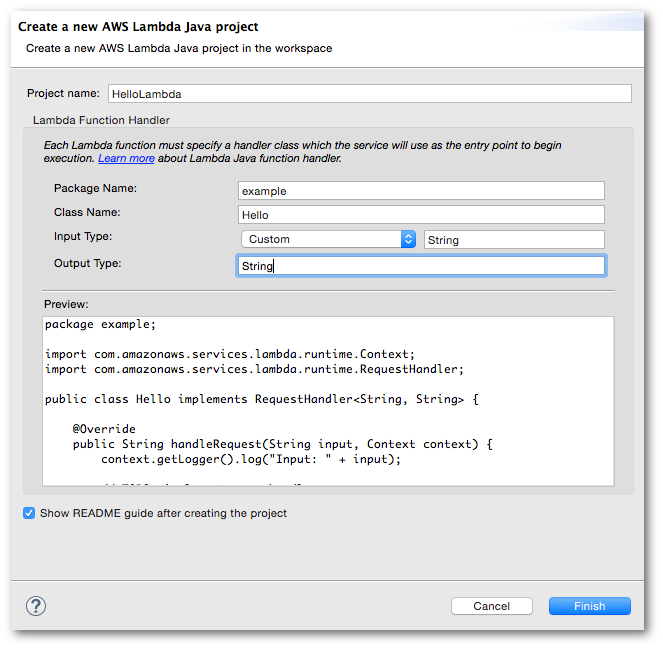 Create a new AWS Lambda Java project
Create a new AWS Lambda Java project in the workspace
Project name: HelloLambda
Lambda Function Handler
Each Lambda function must specify a handler class which the service will use as the entry point to begin
execution. Learn more about Lambda Java function handler.
Package Name: example
Class Name: Hello
Input Type: Custom String
Output Type: String
Preview:
package example;
import com.amazonaws.services.lambda.runtime.Context;
import com.amazonaws.services.lambda.runtime.RequestHandler;
public class Hello implements RequestHandler<String, String> {
@Override
public String handleRequest(String input, Context context) {
context.getLogger().log("Input: " + input);
Show README guide after creating the project
? Cancel Finish